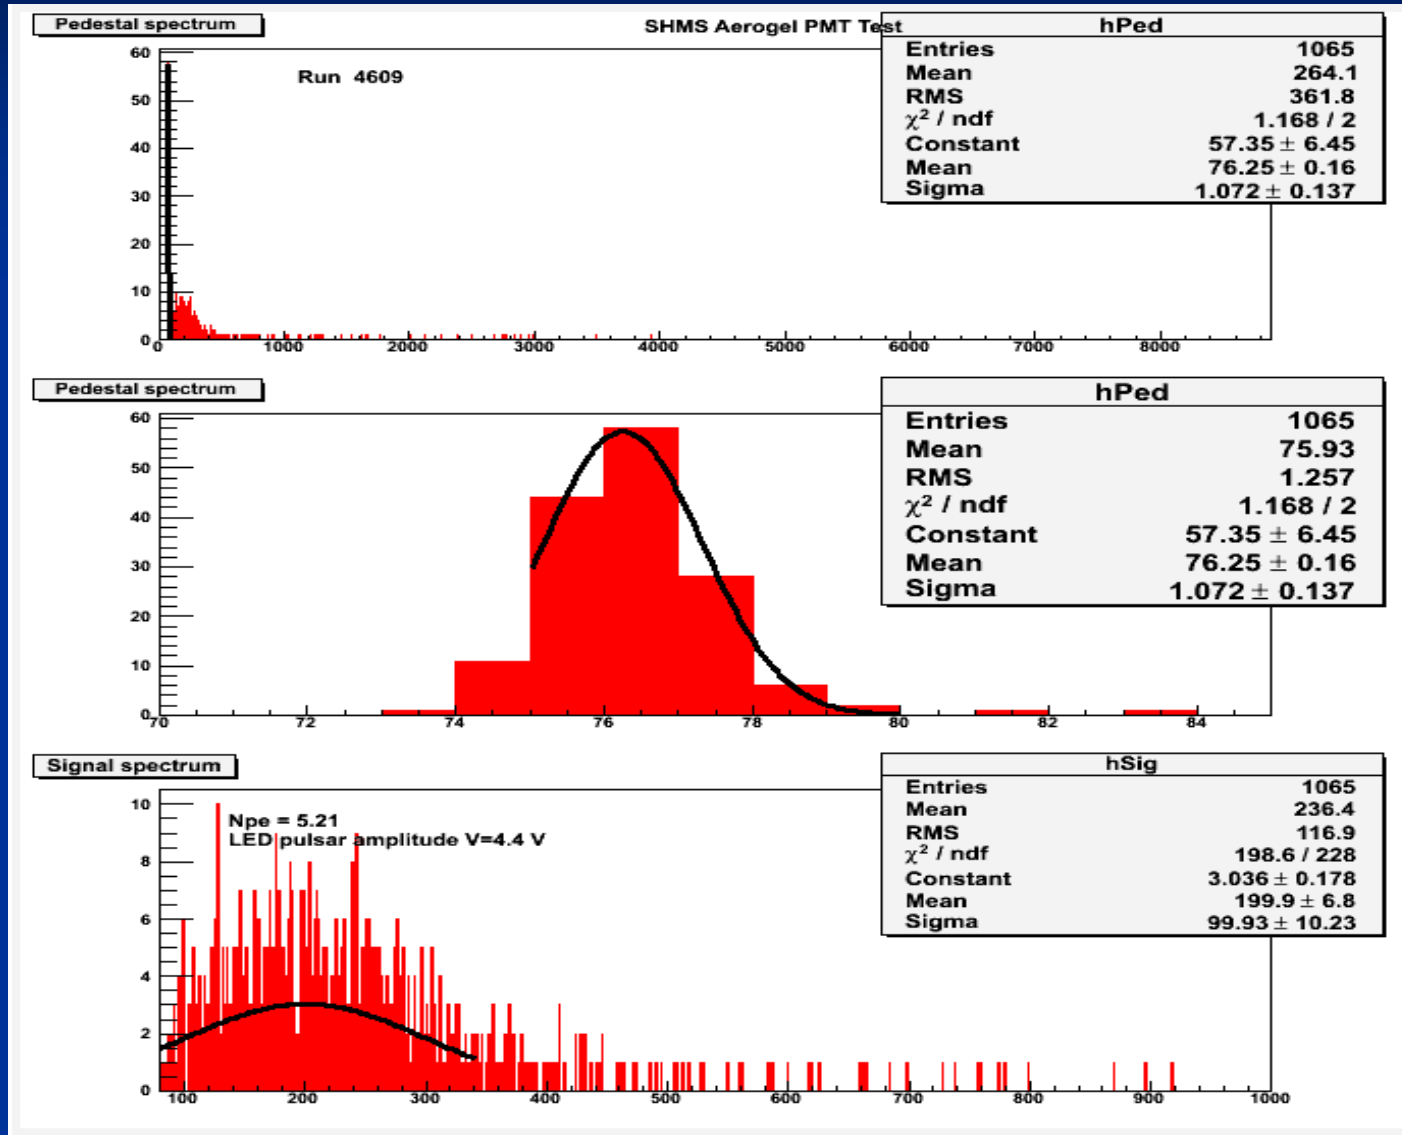 Pedestal spectrum
SHMS Aerogel PMT Test
Run 4609
hPed
Entries 1065
Mean 264.1
RMS 361.8
χ² / ndf 1.168 / 2
Constant 57.35 ± 6.45
Mean 76.25 ± 0.16
Sigma 1.072 ± 0.137
60
50
40
30
20
10
0
0 1000 2000 3000 4000 5000 6000 7000 8000
Pedestal spectrum
hPed
Entries 1065
Mean 75.93
RMS 1.257
χ² / ndf 1.168 / 2
Constant 57.35 ± 6.45
Mean 76.25 ± 0.16
Sigma 1.072 ± 0.137
60
50
40
30
20
10
0
70 72 74 76 78 80 82 84
Signal spectrum
Npe = 5.21
LED pulsar amplitude V=4.4 V
hSig
Entries 1065
Mean 236.4
RMS 116.9
χ² / ndf 198.6 / 228
Constant 3.036 ± 0.178
Mean 199.9 ± 6.8
Sigma 99.93 ± 10.23
10
8
6
4
2
0
100 200 300 400 500 600 700 800 900 1000